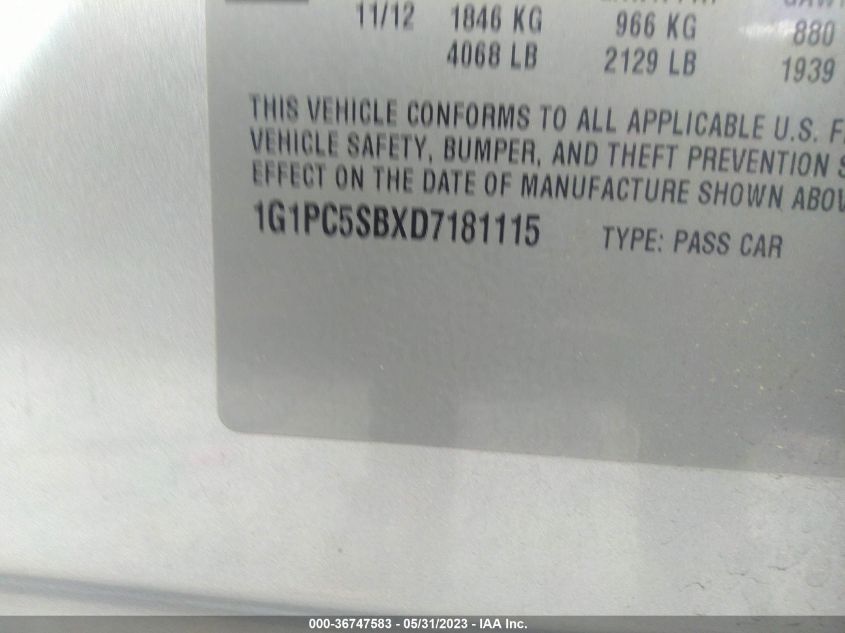 11/12 1846 KG 966 KG 880
4068 LB 2129 LB 1939
THIS VEHICLE CONFORMS TO ALL APPLICABLE U.S. F
VEHICLE SAFETY, BUMPER, AND THEFT PREVENTION S
EFFECT ON THE DATE OF MANUFACTURE SHOWN ABOV
1G1PC5SBXD7181115 TYPE: PASS CAR
000-36747583 - 05/31/2023 - IAA Inc.